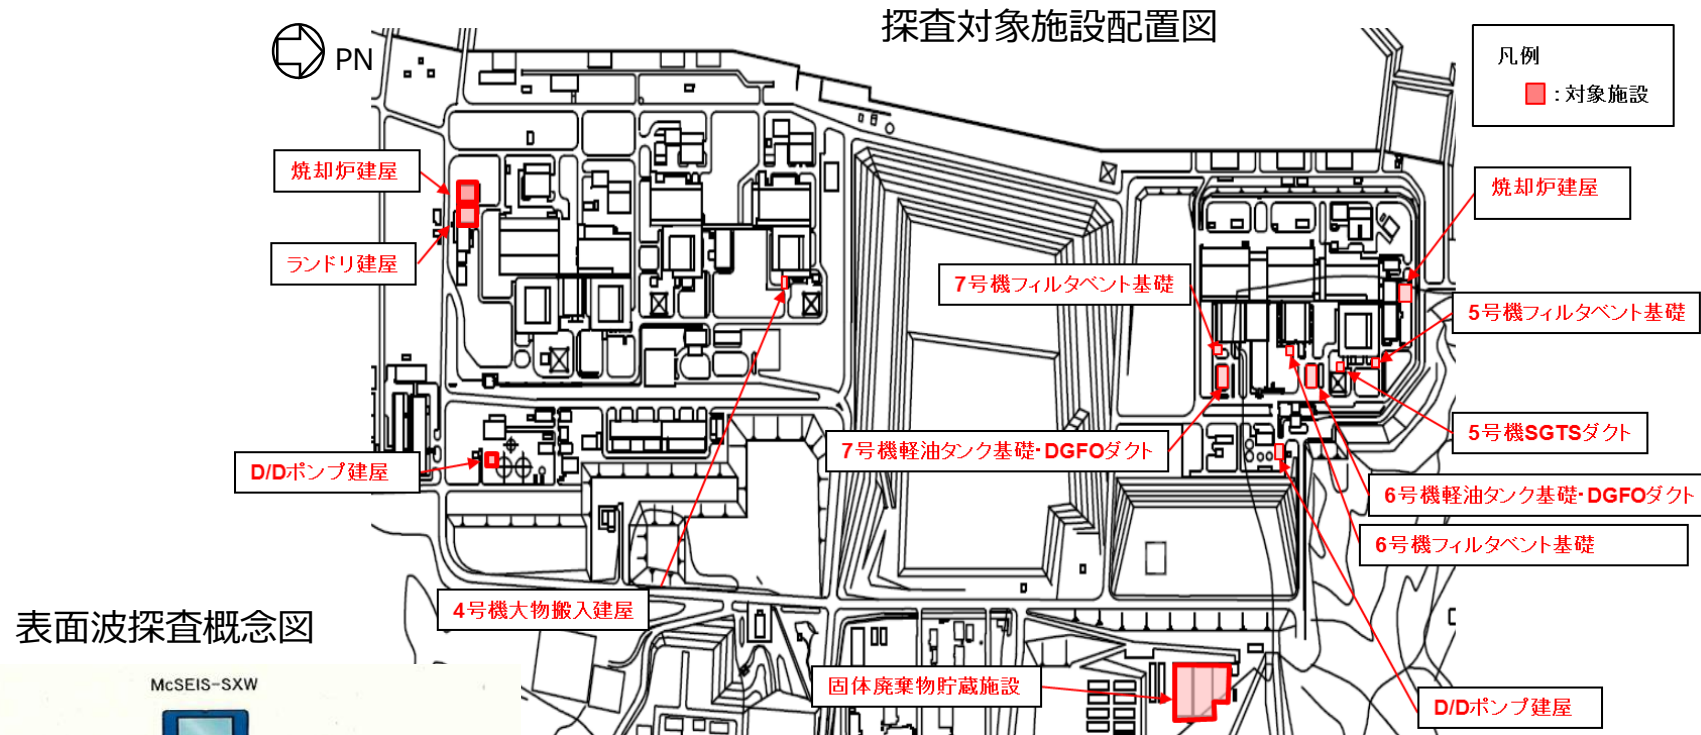 探査対象施設配置図
PN
凡例
：対象施設
焼却炉建屋
焼却炉建屋
ランドリ建屋
7号機フィルタベント基礎
5号機フィルタベント基礎
7号機軽油タンク基礎・DGFOダクト
5号機SGTSダクト
D/Dポンプ建屋
6号機軽油タンク基礎・DGFOダクト
6号機フィルタベント基礎
4号機大物搬入建屋
表面波探査概念図
固体廃棄物貯蔵施設
McSEIS-SXW
D/Dポンプ建屋